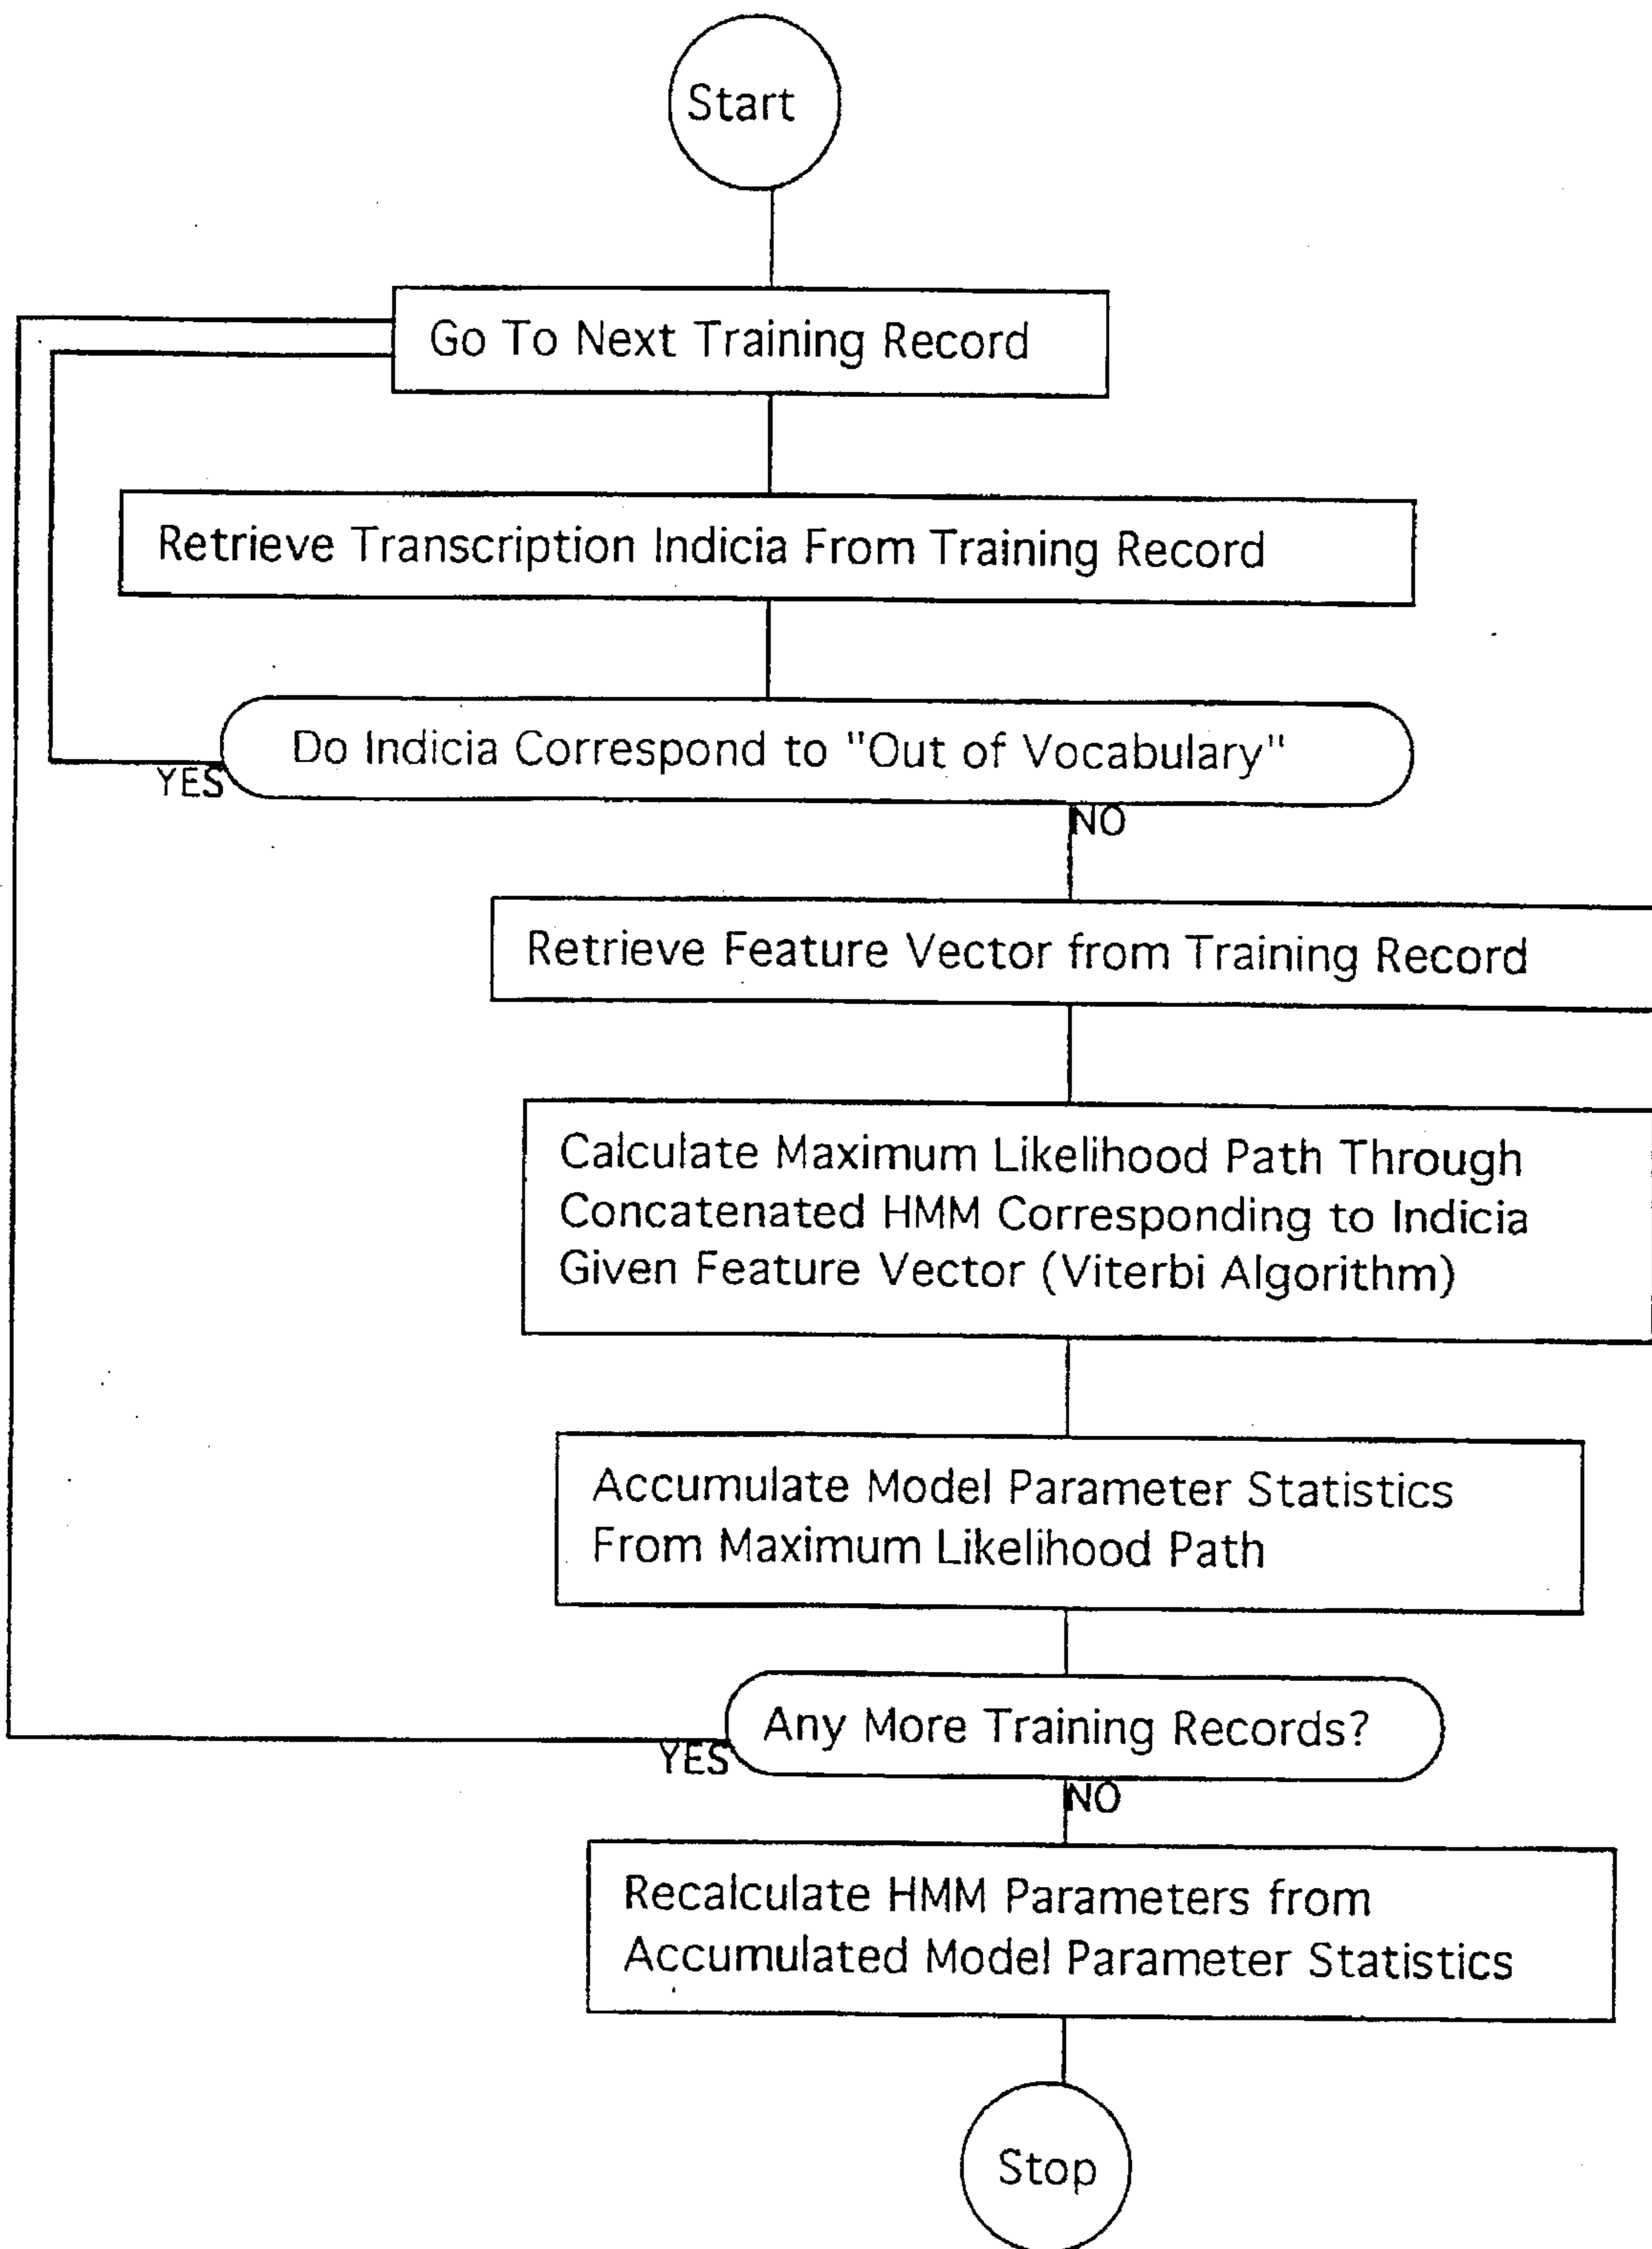 Start
Go To Next Training Record
Retrieve Transcription Indicia From Training Record
Do Indicia Correspond to "Out of Vocabulary"
YES
NO
Retrieve Feature Vector from Training Record
Calculate Maximum Likelihood Path Through
Concatenated HMM Corresponding to Indicia
Given Feature Vector (Viterbi Algorithm)
Accumulate Model Parameter Statistics
From Maximum Likelihood Path
Any More Training Records?
YES
NO
Recalculate HMM Parameters from
Accumulated Model Parameter Statistics
Stop